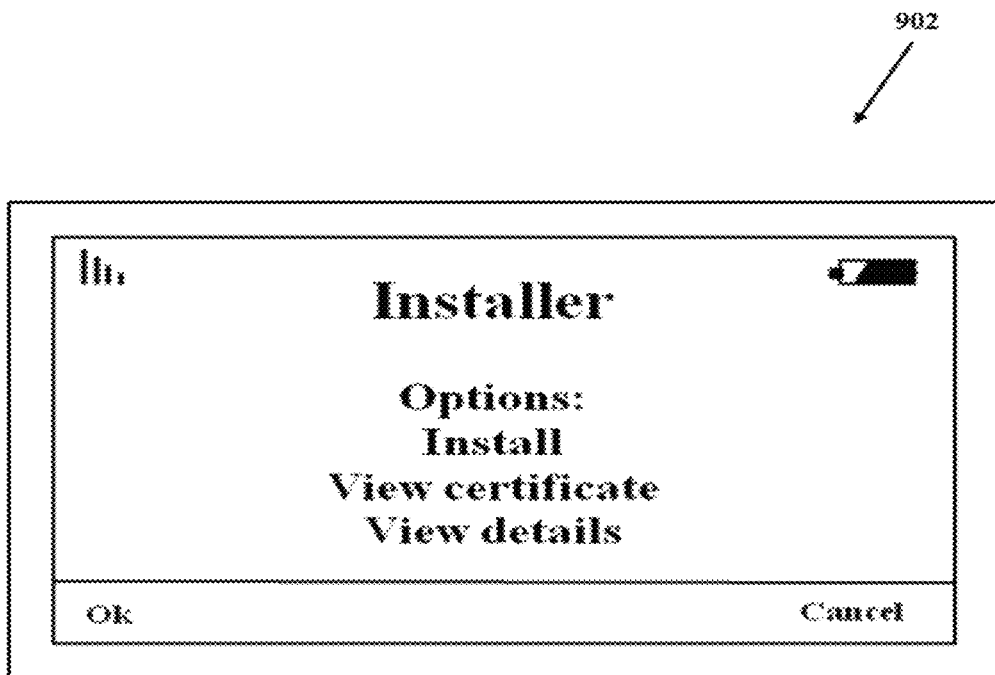 902
Installer
Options:
Install
View certificate
View details
Ok
Cancel